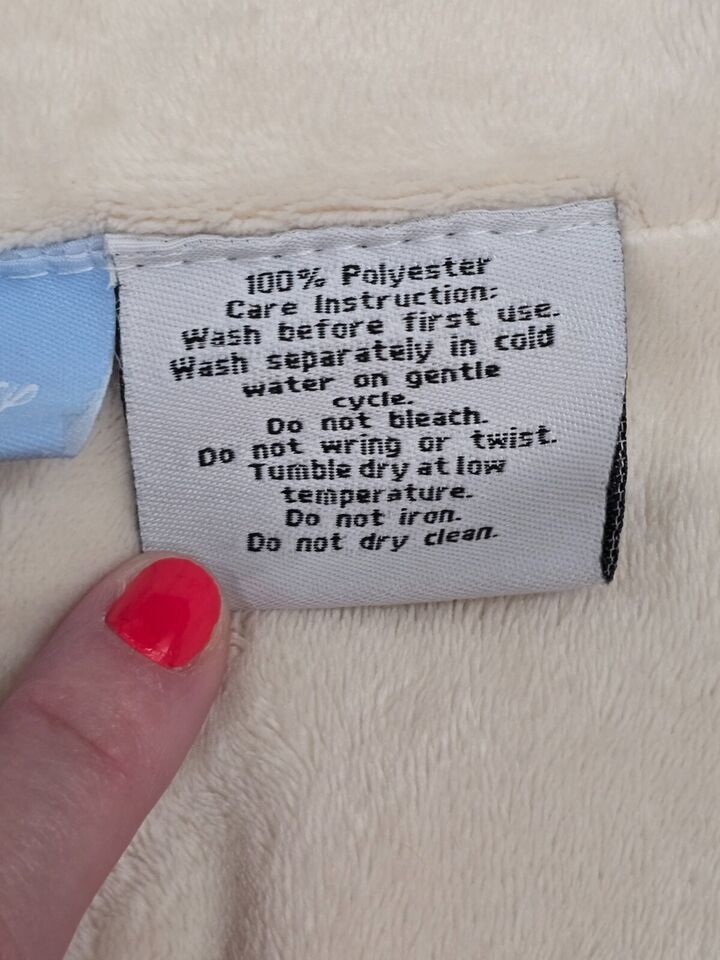 100% Polyester
Care Instruction:
Wash before first use.
Wash separately in cold
water on gentle
cycle.
Do not bleach.
Do not wring or twist.
Tumble dry at low
temperature.
Do not iron.
Do not dry clean.